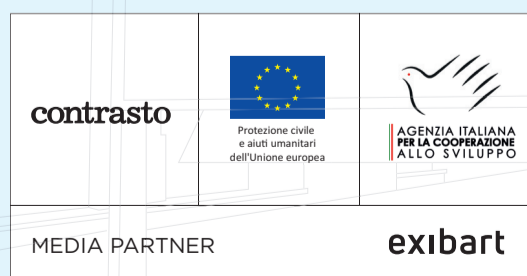 contrasto
Protezione civile
e aiuti umanitari
dell'Unione europea
AGENZIA ITALIANA
PER LA COOPERAZIONE
ALLO SVILUPPO
MEDIA PARTNER
exibart